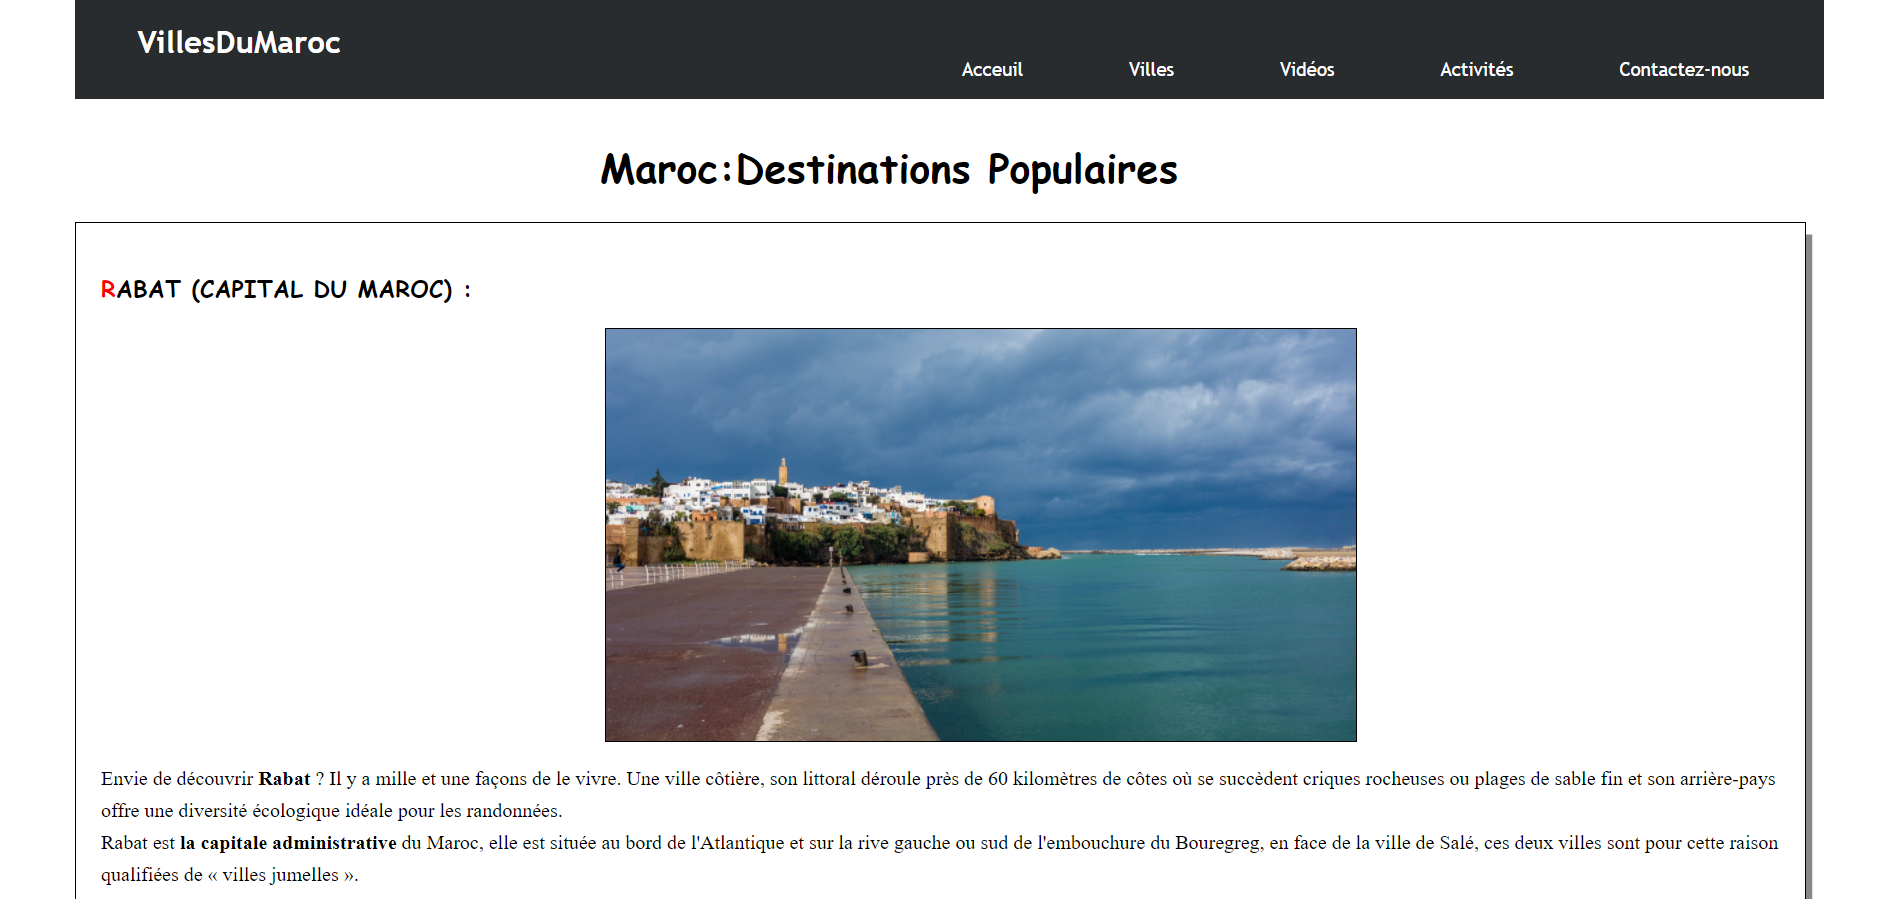 VillesDuMaroc
Acceuil Villes Vidéos Activités Contactez-nous
Maroc:Destinations Populaires
RABAT (CAPITAL DU MAROC) :
Envie de découvrir Rabat ? Il y a mille et une façons de le vivre. Une ville côtière, son littoral déroule près de 60 kilomètres de côtes où se succèdent criques rocheuses ou plages de sable fin et son arrière-pays
offre une diversité écologique idéale pour les randonnées.
Rabat est la capitale administrative du Maroc, elle est située au bord de l'Atlantique et sur la rive gauche ou sud de l'embouchure du Bouregreg, en face de la ville de Salé, ces deux villes sont pour cette raison
qualifiées de « villes jumelles ».